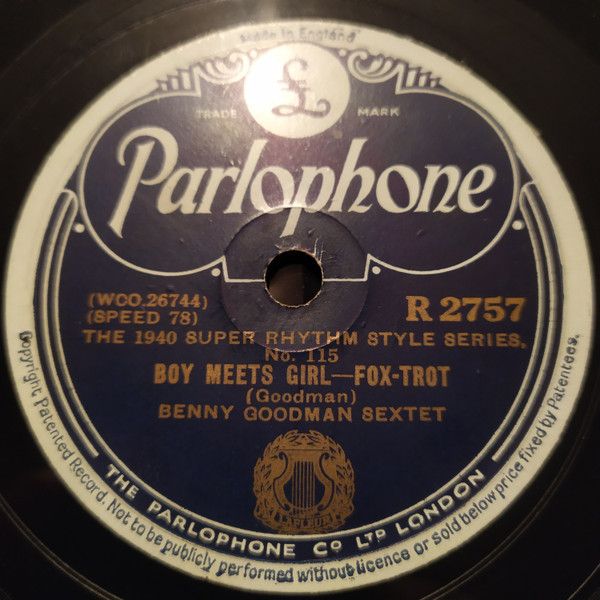 Made in England
£
TRADE MARK
Parlophone
(WCO.26744)
(SPEED 78)
R 2757
THE 1940 SUPER RHYTHM STYLE SERIES.
No. 115
BOY MEETS GIRL—FOX-TROT
(Goodman)
BENNY GOODMAN SEXTET
LAFLEUR
THE PARLOPHONE CO LTD LONDON
Copyright Patented Record. Not to be publicly performed without licence or sold below price fixed by Patentees.